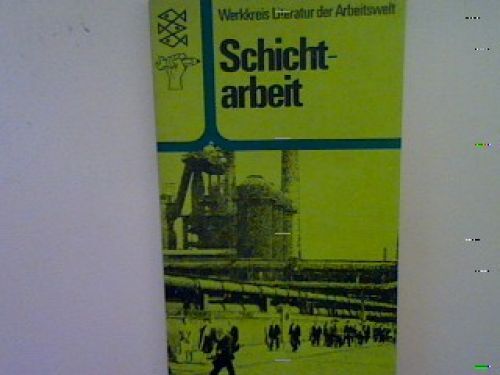 Werkkreis Literatur der Arbeitswelt
Schicht-
arbeit